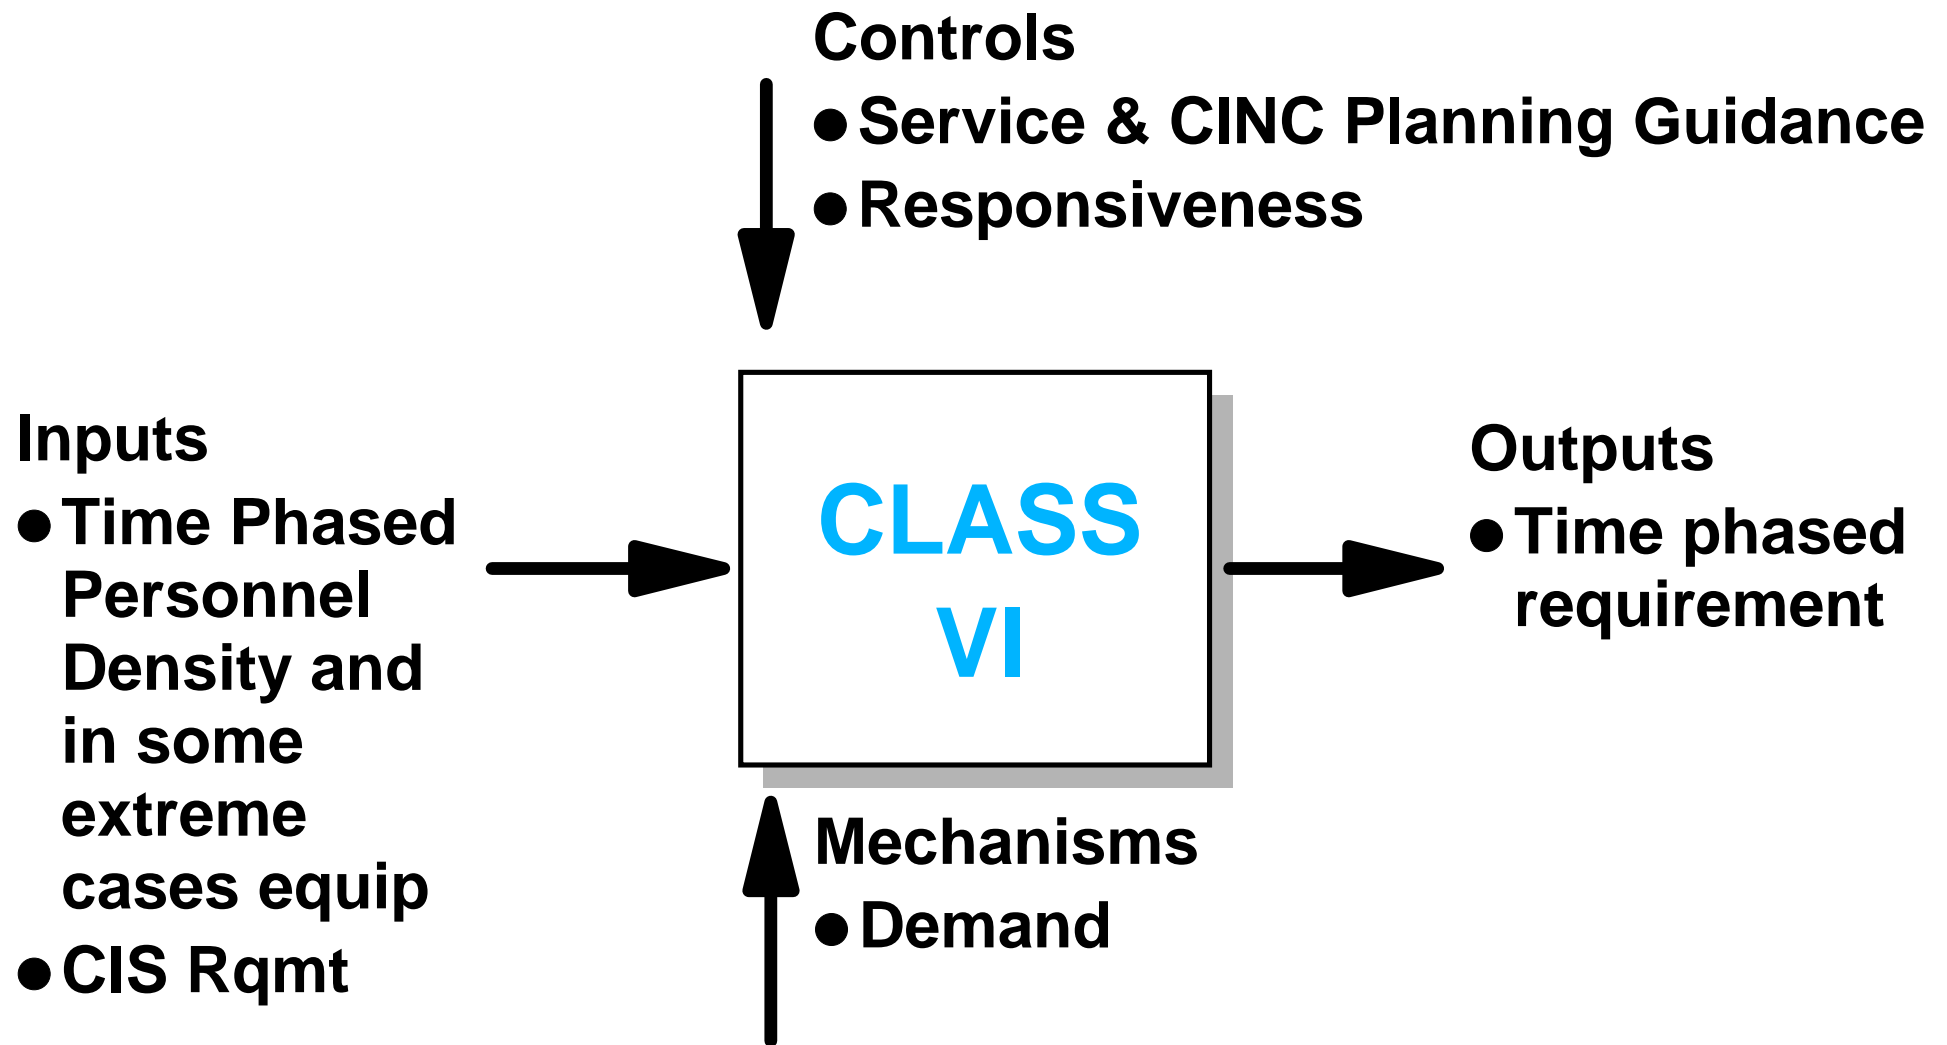 Controls
● Service & CINC Planning Guidance
● Responsiveness
Inputs
● Time Phased
Personnel
Density and
in some
extreme
cases equip
● CIS Rqmt
CLASS
VI
Outputs
● Time phased
requirement
Mechanisms
● Demand